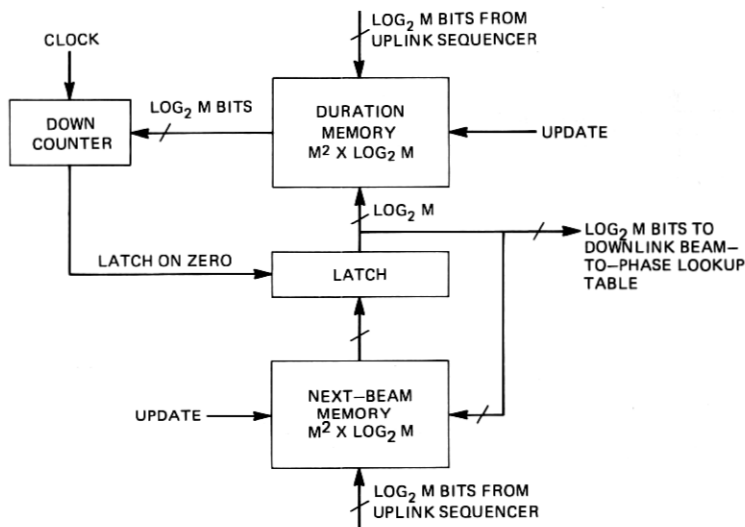 LOG₂ M BITS FROM
UPLINK SEQUENCER
CLOCK
LOG₂ M BITS
DOWN
COUNTER
DURATION
MEMORY
M² X LOG₂ M
UPDATE
LOG₂ M
LOG₂ M BITS TO
DOWNLINK BEAM–
TO–PHASE LOOKUP
TABLE
LATCH ON ZERO
LATCH
NEXT–BEAM
MEMORY
M² X LOG₂ M
UPDATE
LOG₂ M BITS FROM
UPLINK SEQUENCER